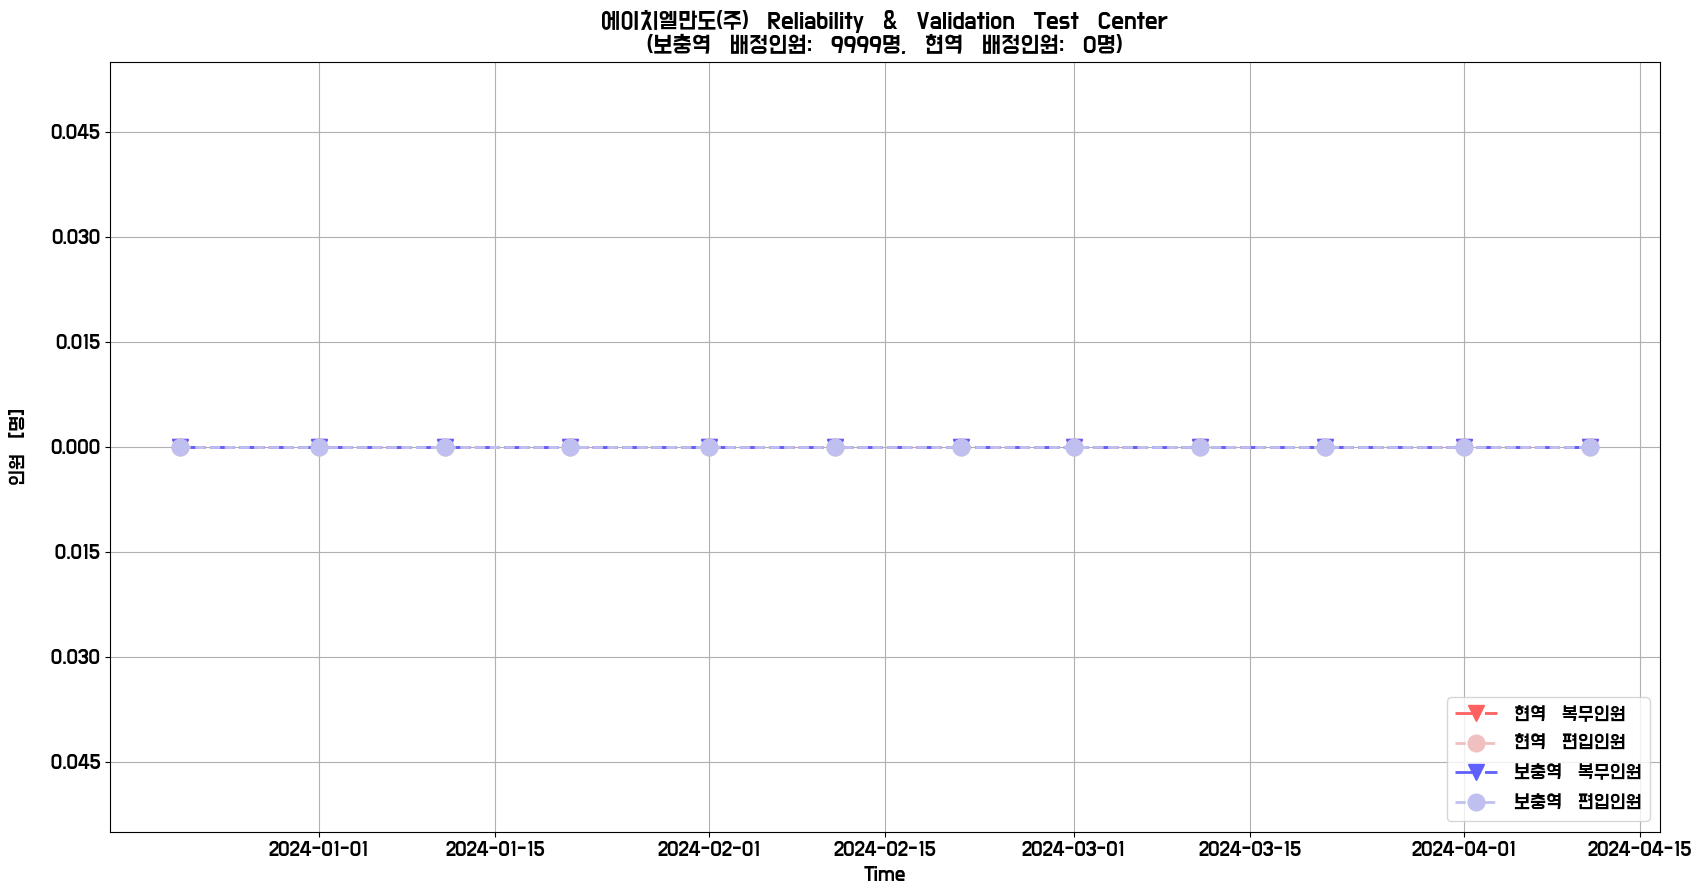 에이치엘만도(주) Reliability & Validation Test Center
(보충역 배정인원: 9999명, 현역 배정인원: 0명)
0.045
0.030
0.015
0.000
0.015
0.030
0.045
인원 [명]
현역 복무인원
현역 편입인원
보충역 복무인원
보충역 편입인원
2024-01-01 2024-01-15 2024-02-01 2024-02-15 2024-03-01 2024-03-15 2024-04-01 2024-04-15
Time